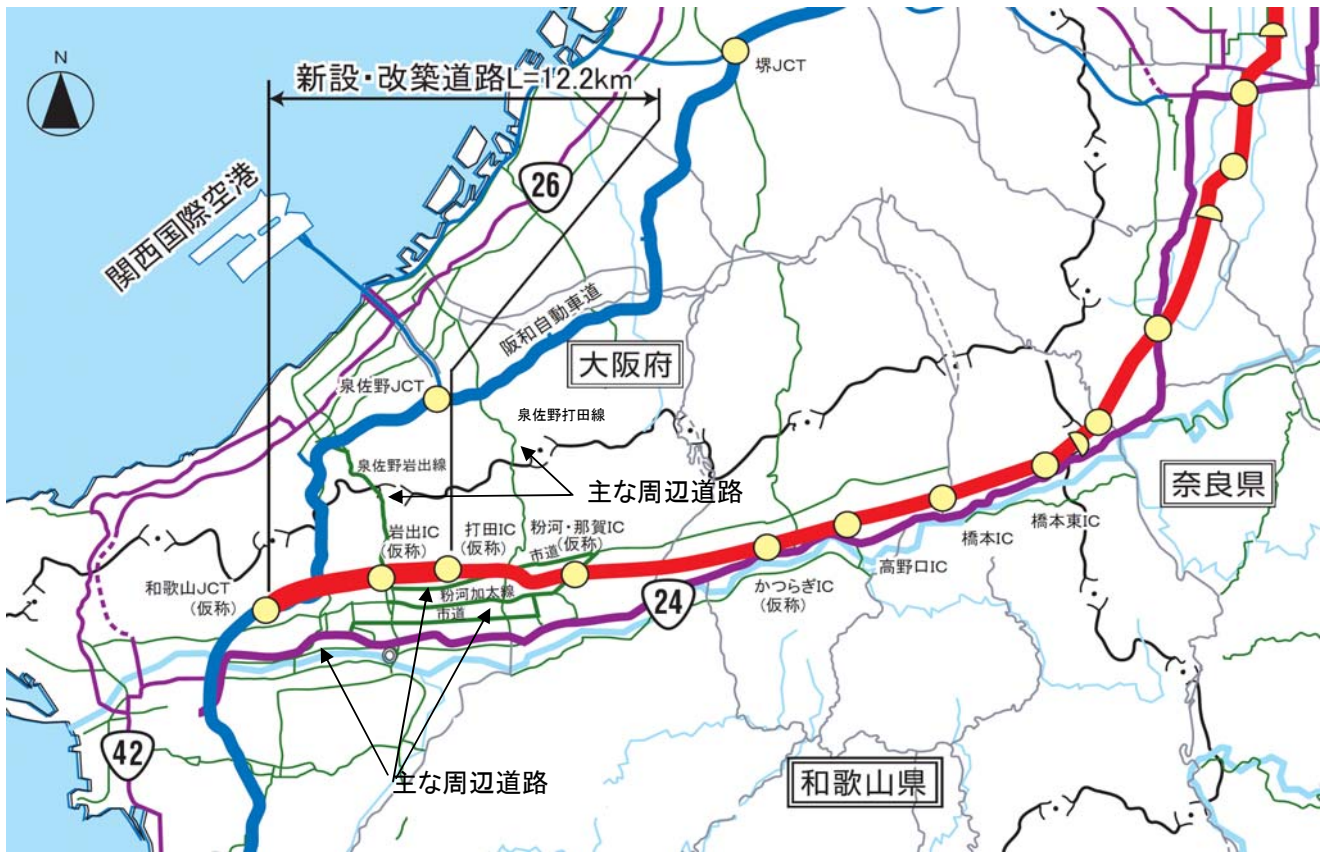 N
新設・改築道路L=12.2km
堺JCT
26
関西国際空港
阪和自動車道
大阪府
泉佐野JCT
泉佐野打田線
泉佐野岩出線
主な周辺道路
奈良県
岩出IC
(仮称)
打田IC
(仮称)
粉河・那賀IC
(仮称)
市道
橋本東IC
橋本IC
高野口IC
和歌山JCT
(仮称)
かつらぎIC
(仮称)
粉河加太線
市道
24
42
主な周辺道路
和歌山県